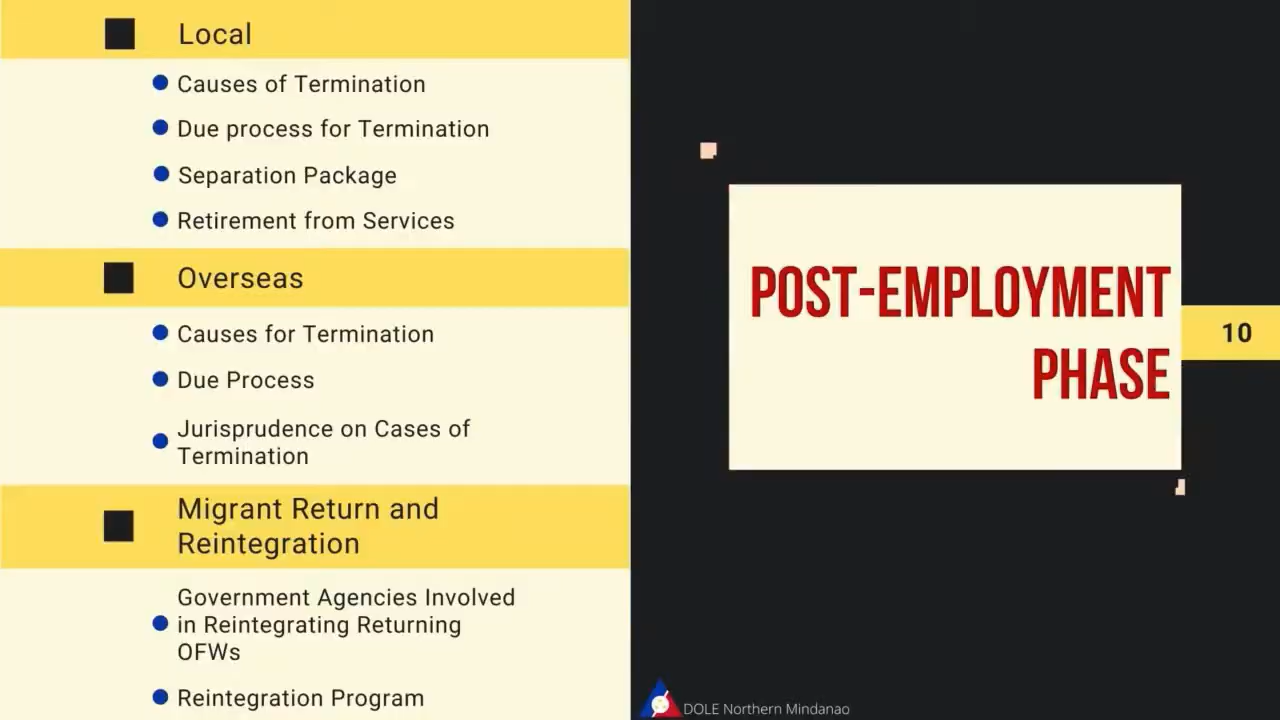 Local
Causes of Termination
Due process for Termination
Separation Package
Retirement from Services
Overseas
Causes for Termination
Due Process
Jurisprudence on Cases of
Termination
Migrant Return and
Reintegration
Government Agencies Involved
in Reintegrating Returning
OFWs
Reintegration Program
POST-EMPLOYMENT
PHASE
10
DOLE Northern Mindanao